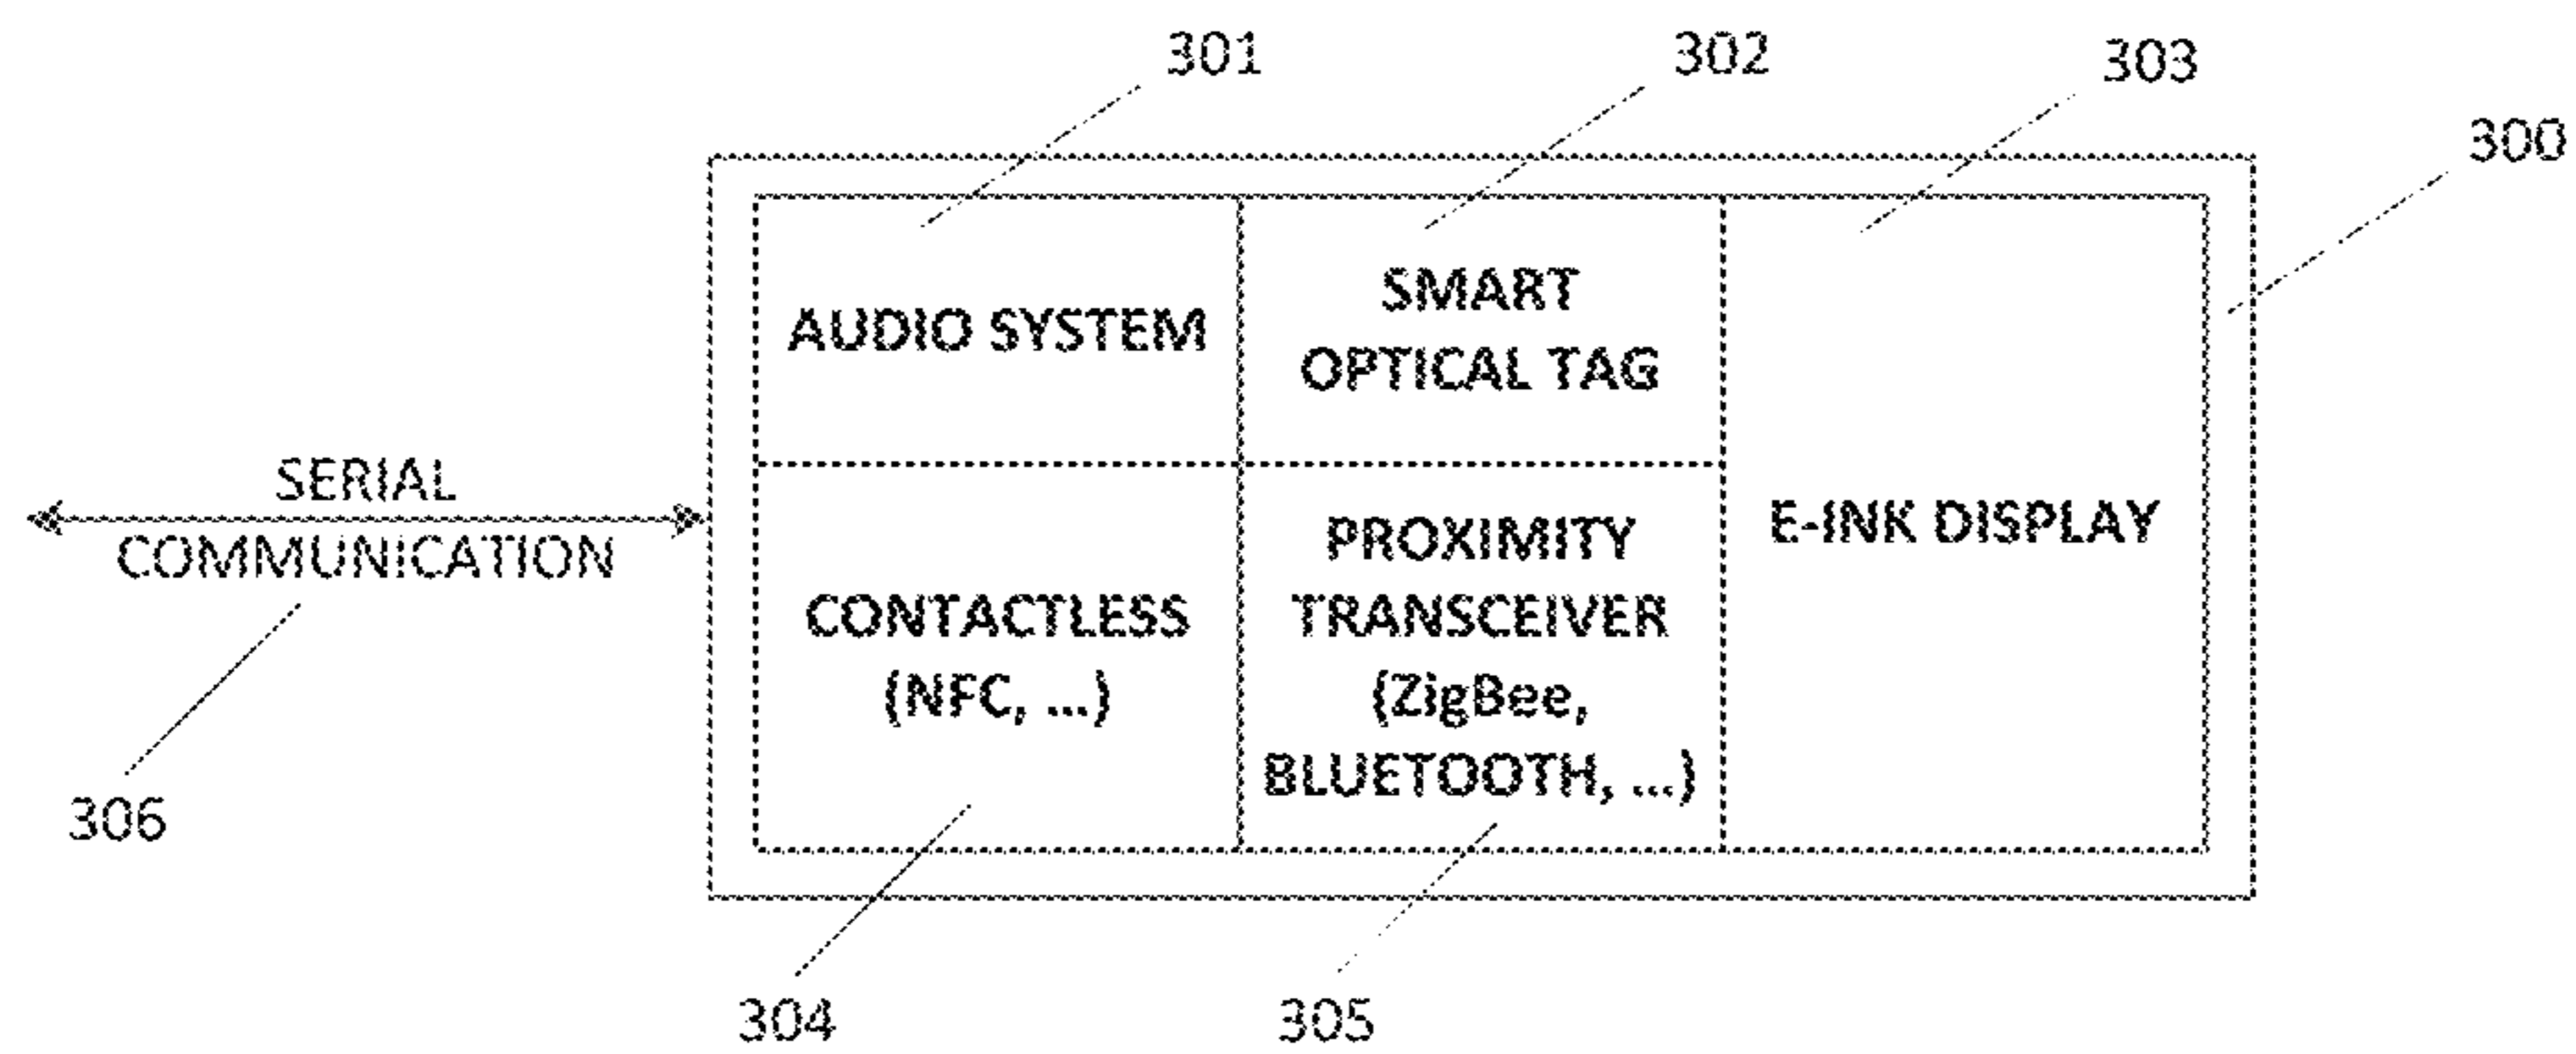 301
302
303
300
AUDIO SYSTEM
SMART
OPTICAL TAG
E-INK DISPLAY
SERIAL
COMMUNICATION
CONTACTLESS
(NFC, ...)
PROXIMITY
TRANSCEIVER
(ZigBee,
BLUETOOTH, ...)
306
304
305